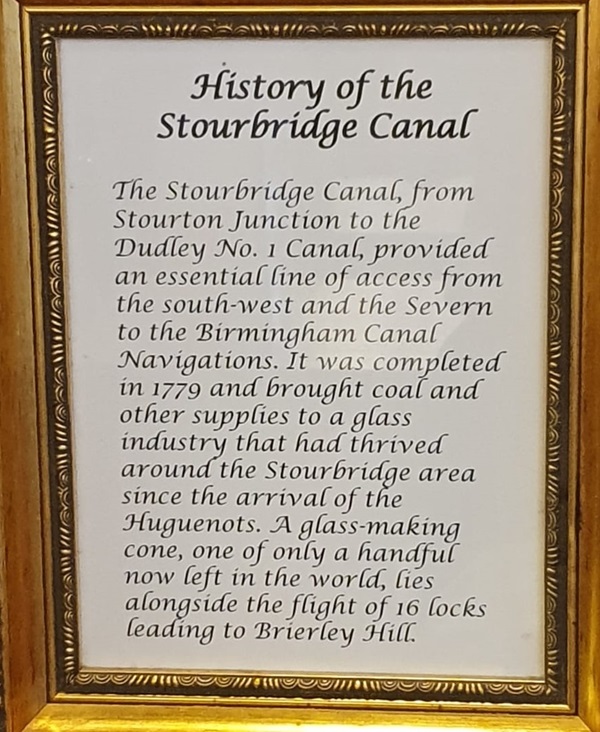 History of the
Stourbridge Canal
The Stourbridge Canal, from
Stourton Junction to the
Dudley No. 1 Canal, provided
an essential line of access from
the south-west and the Severn
to the Birmingham Canal
Navigations. It was completed
in 1779 and brought coal and
other supplies to a glass
industry that had thrived
around the Stourbridge area
since the arrival of the
Huguenots. A glass-making
cone, one of only a handful
now left in the world, lies
alongside the flight of 16 locks
leading to Brierley Hill.